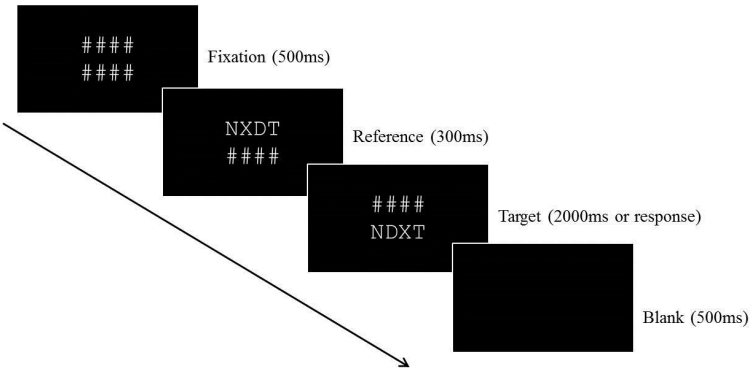 ####
####
Fixation (500ms)
NXDT
####
Reference (300ms)
####
NDXT
Target (2000ms or response)
Blank (500ms)